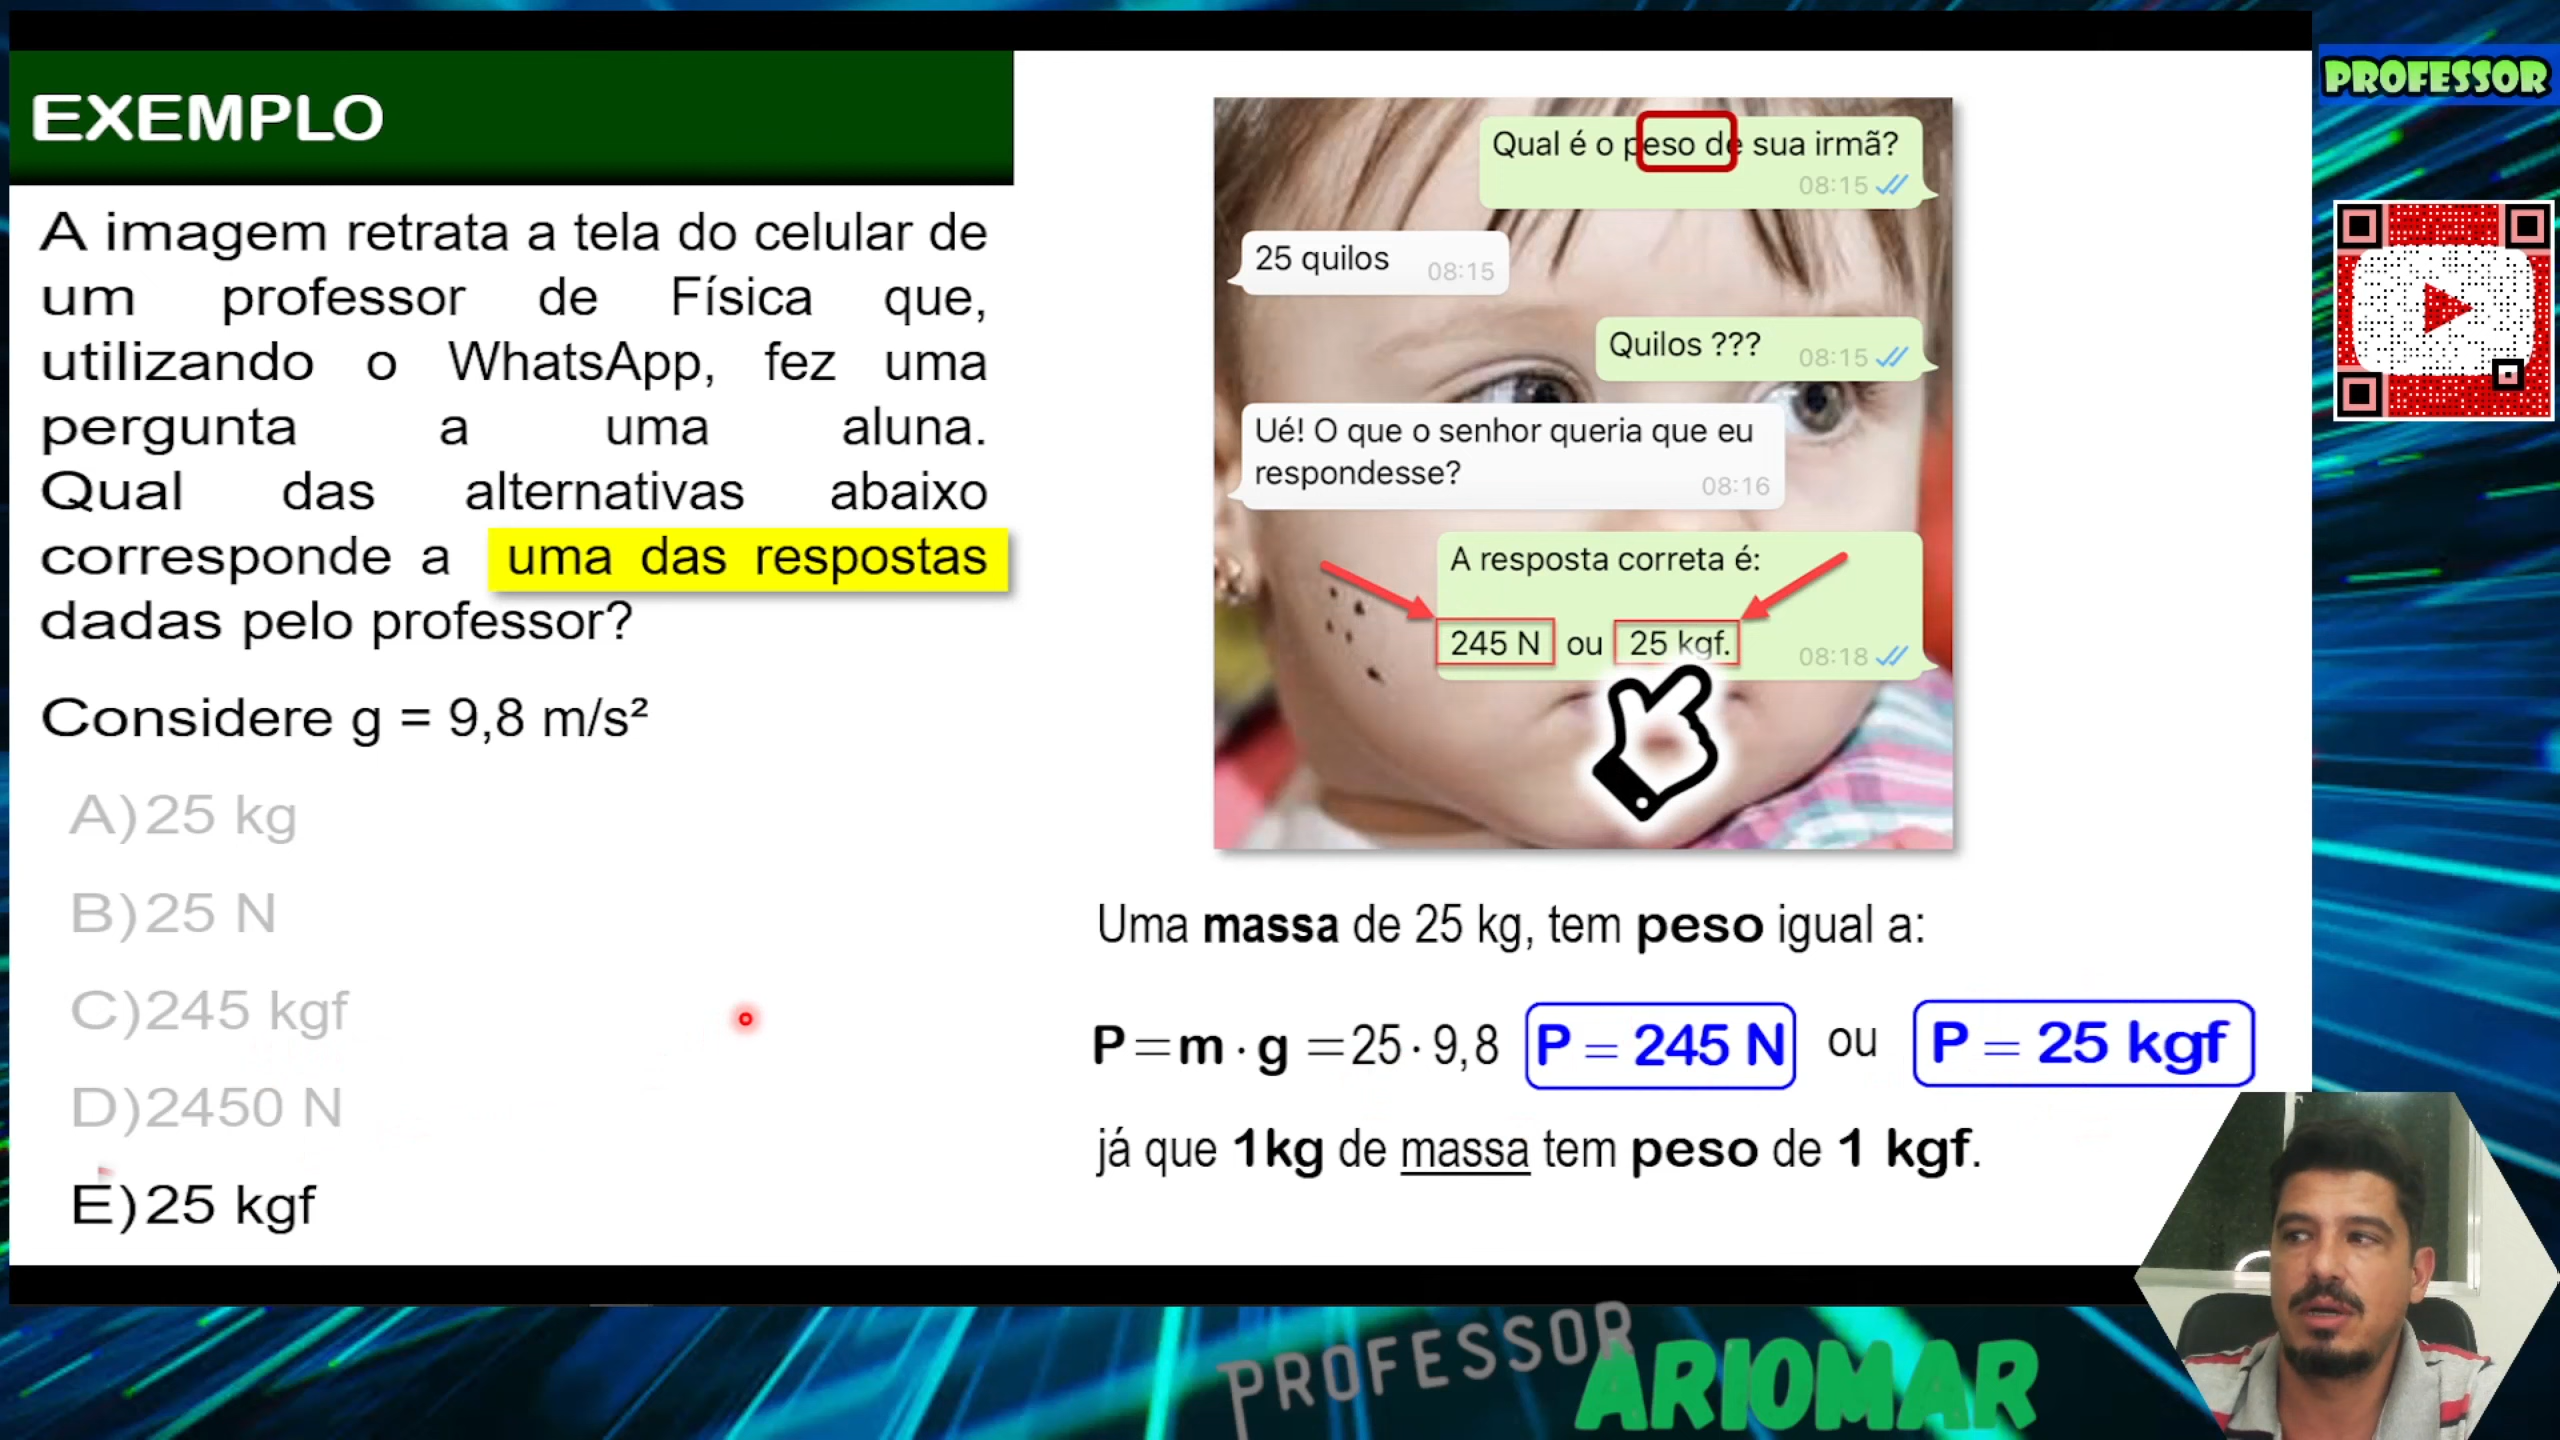 EXEMPLO
A imagem retrata a tela do celular de
um professor de Física que,
utilizando o WhatsApp, fez uma
pergunta a uma aluna.
Qual das alternativas abaixo
corresponde a uma das respostas
dadas pelo professor?
Considere g = 9,8 m/s²
A) 25 kg
B) 25 N
C) 245 kgf
D) 2450 N
E) 25 kgf
Qual é o peso de sua irmã?
08:15
25 quilos 08:15
Quilos ??? 08:15
Ué! O que o senhor queria que eu
respondesse?
08:16
A resposta correta é:
245 N ou 25 kgf.
08:18
Uma massa de 25 kg, tem peso igual a:
P = m · g = 25 · 9,8 P = 245 N ou P = 25 kgf
já que 1kg de massa tem peso de 1 kgf.
PROFESSOR
PROFESSOR
ARIOMAR